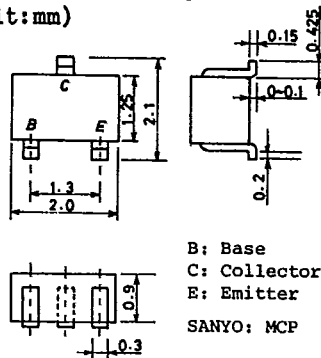 it:mm)
0.15
0.425
C
1.25
2.1
0~0.1
B E
1.3
2.0
0.2
B: Base
C: Collector
E: Emitter
0.9
SANYO: MCP
0.3